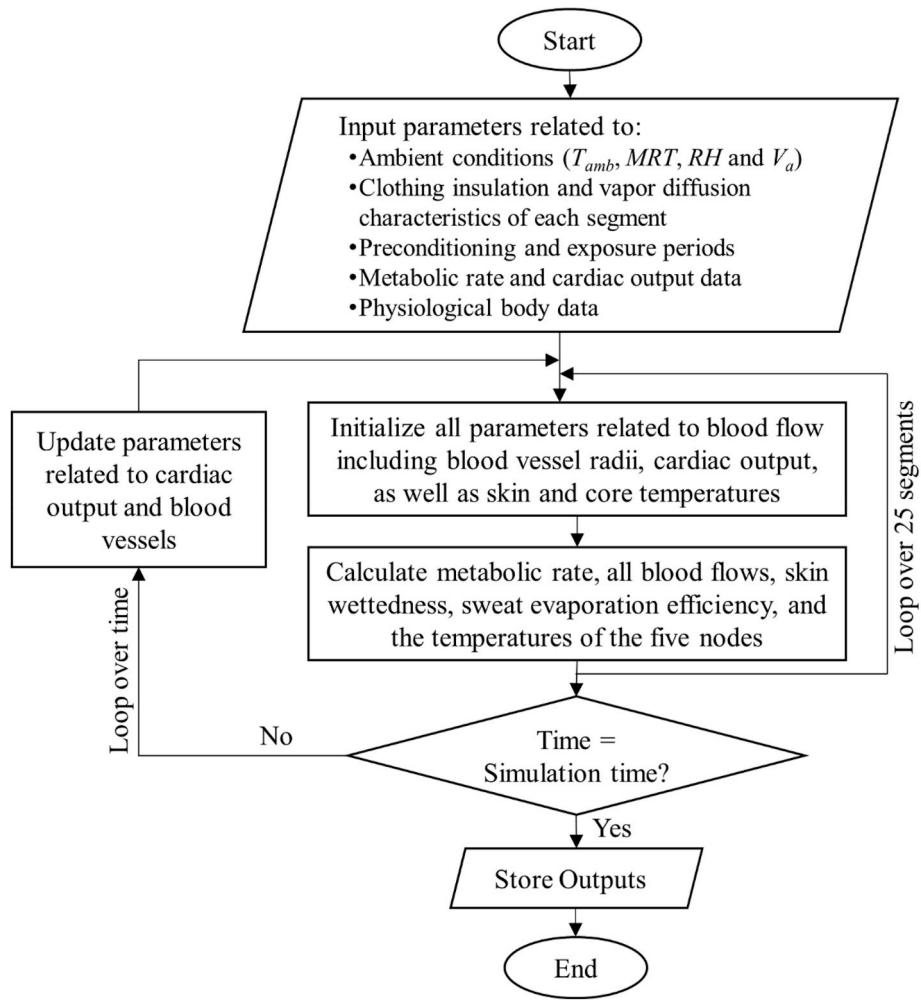 Start
Input parameters related to:
•Ambient conditions (Tamb, MRT, RH and Va)
•Clothing insulation and vapor diffusion
characteristics of each segment
•Preconditioning and exposure periods
•Metabolic rate and cardiac output data
•Physiological body data
Update parameters
related to cardiac
output and blood
vessels
Initialize all parameters related to blood flow
including blood vessel radii, cardiac output,
as well as skin and core temperatures
Loop over 25 segments
Calculate metabolic rate, all blood flows, skin
wettedness, sweat evaporation efficiency, and
the temperatures of the five nodes
Loop over time
No
Time =
Simulation time?
Yes
Store Outputs
End